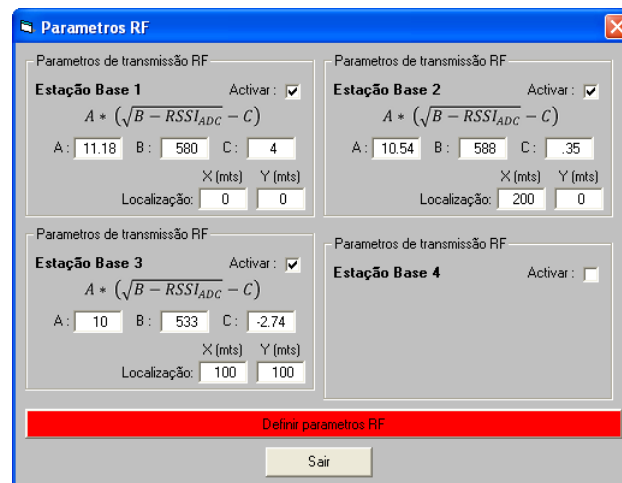 Parametros RF
Parametros de transmissão RF
Estação Base 1 Activar :
A * (√B − RSSI_ADC − C)
A : 11.18 B : 580 C : 4
X (mts) Y (mts)
Localização: 0 0
Parametros de transmissão RF
Estação Base 2 Activar :
A * (√B − RSSI_ADC − C)
A : 10.54 B : 588 C : .35
X (mts) Y (mts)
Localização: 200 0
Parametros de transmissão RF
Estação Base 3 Activar :
A * (√B − RSSI_ADC − C)
A : 10 B : 533 C : -2.74
X (mts) Y (mts)
Localização: 100 100
Parametros de transmissão RF
Estação Base 4 Activar :
Definir parametros RF
Sair